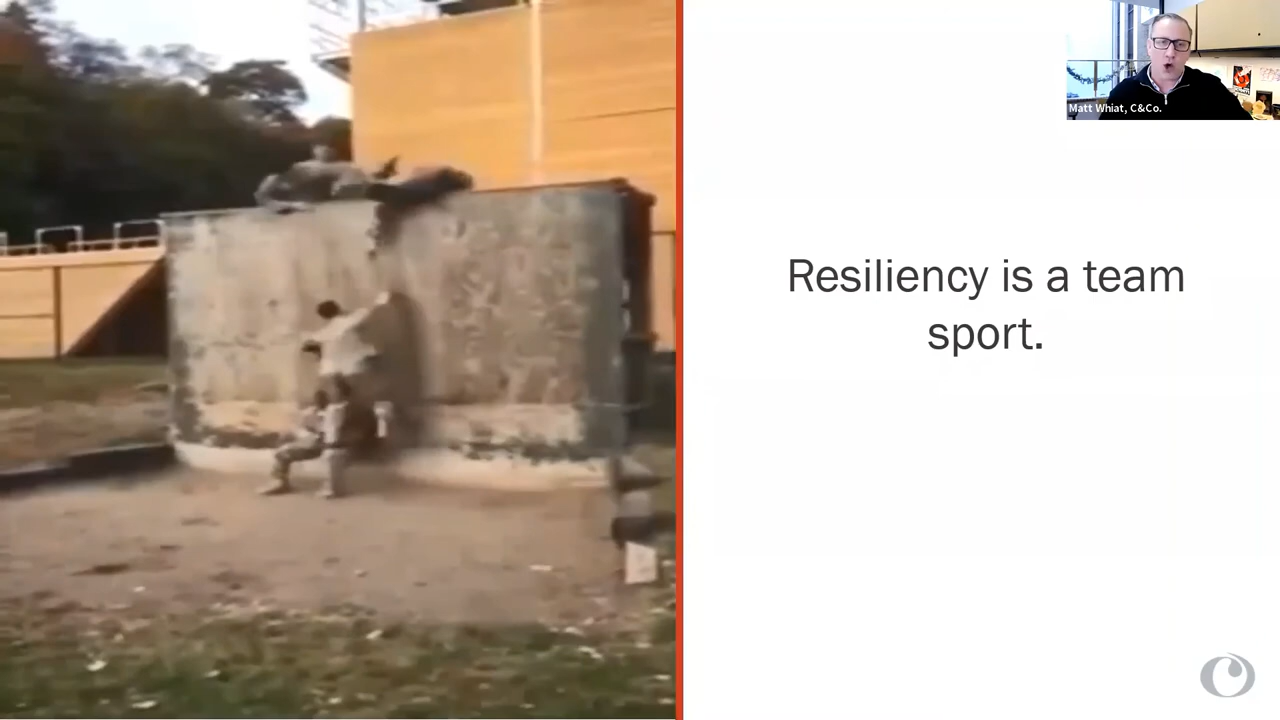 Matt Whiat, C&Co.
Resiliency is a team
sport.